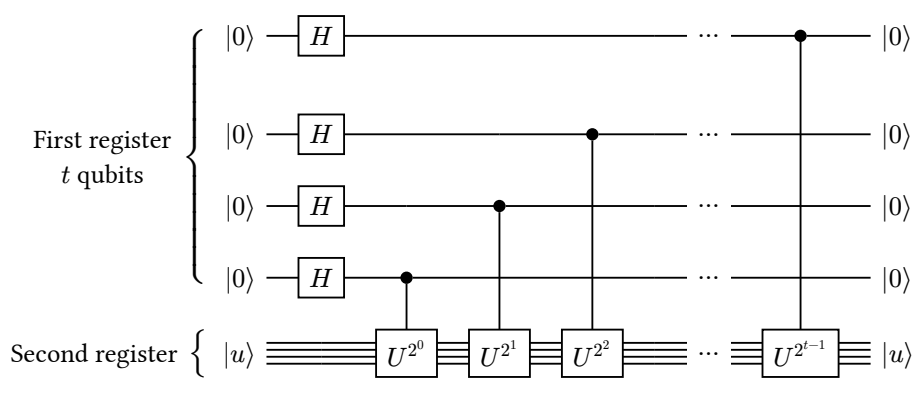 |0⟩ H ... |0⟩
|0⟩ H ... |0⟩
First register
t qubits
|0⟩ H ... |0⟩
|0⟩ H ... |0⟩
Second register { |u⟩ U^{2^0} U^{2^1} U^{2^2} ... U^{2^{t−1}} |u⟩